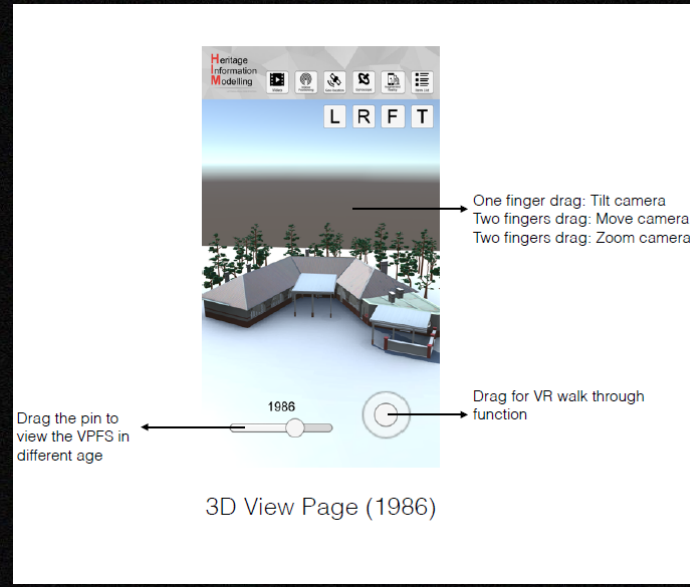 Heritage
Information
Modelling
Video
L R F T
One finger drag: Tilt camera
Two fingers drag: Move camera
Two fingers drag: Zoom camera
1986
Drag the pin to
view the VPFS in
different age
Drag for VR walk through
function
3D View Page (1986)